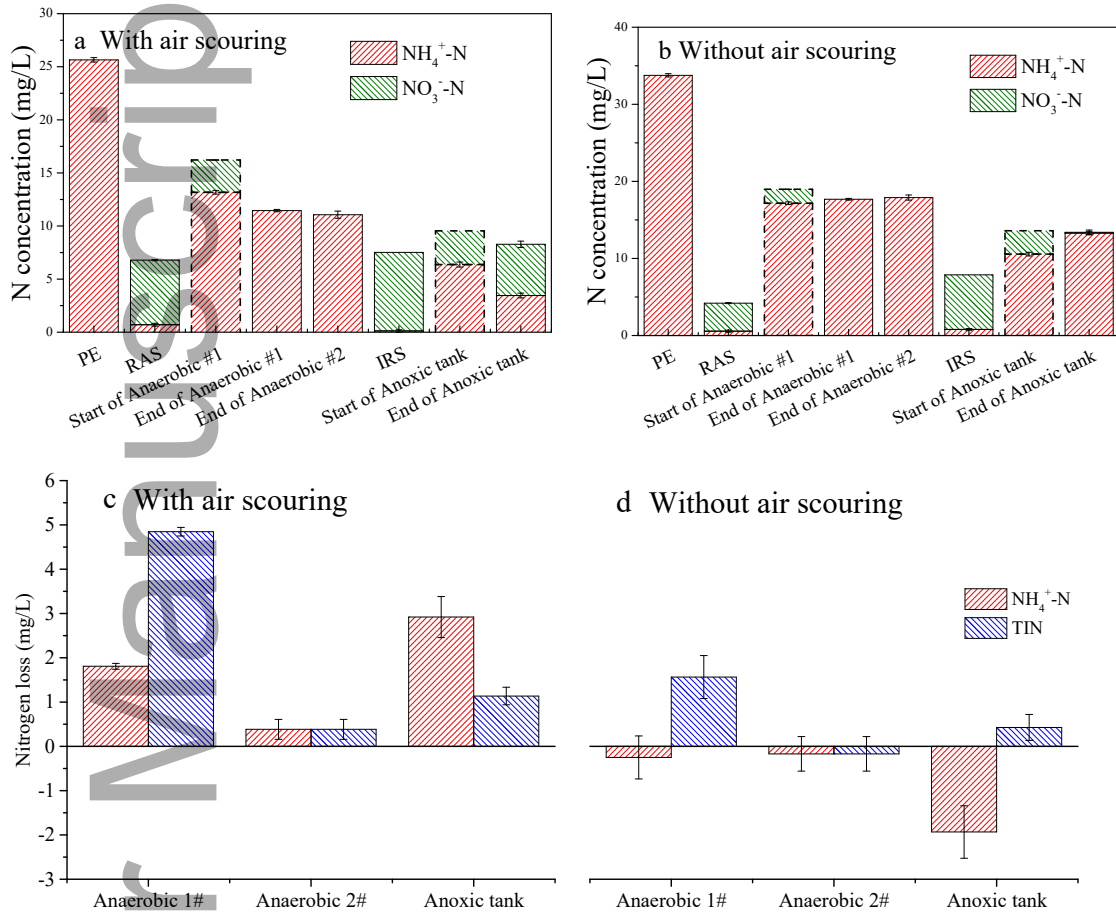 a With air scouring
NH₄⁺-N
NO₃⁻-N
N concentration (mg/L)
30
25
20
15
10
5
0
PE
RAS
Start of Anaerobic #1
End of Anaerobic #1
End of Anaerobic #2
IRS
Start of Anoxic tank
End of Anoxic tank
b Without air scouring
NH₄⁺-N
NO₃⁻-N
N concentration (mg/L)
40
30
20
10
0
PE
RAS
Start of Anaerobic #1
End of Anaerobic #1
End of Anaerobic #2
IRS
Start of Anoxic tank
End of Anoxic tank
c With air scouring
Nitrogen loss (mg/L)
6
5
4
3
2
1
0
-1
-2
-3
Anaerobic 1#
Anaerobic 2#
Anoxic tank
d Without air scouring
NH₄⁺-N
TIN
Anaerobic 1#
Anaerobic 2#
Anoxic tank
r Manuscrip